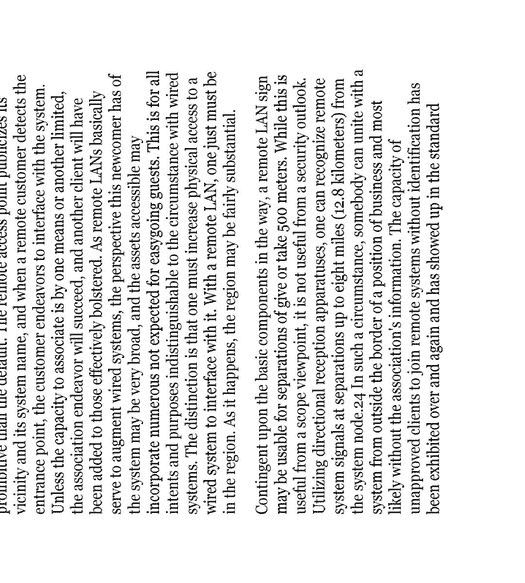 prohibitive than the default. The remote access point publicizes its
vicinity and its system name, and when a remote customer detects the
entrance point, the customer endeavors to interface with the system.
Unless the capacity to associate is by one means or another limited,
the association endeavor will succeed, and another client will have
been added to those effectively bolstered. As remote LANs basically
serve to augment wired systems, the perspective this newcomer has of
the system may be very broad, and the assets accessible may
incorporate numerous not expected for easygoing guests. This is for all
intents and purposes indistinguishable to the circumstance with wired
systems. The distinction is that one must increase physical access to a
wired system to interface with it. With a remote LAN, one just must be
in the region. As it happens, the region may be fairly substantial.
Contingent upon the basic components in the way, a remote LAN sign
may be usable for separations of give or take 500 meters. While this is
useful from a scope viewpoint, it is not useful from a security outlook.
Utilizing directional reception apparatuses, one can recognize remote
system signals at separations up to eight miles (12.8 kilometers) from
the system node.24 In such a circumstance, somebody can unite with a
system from outside the border of a position of business and most
likely without the association's information. The capacity of
unapproved clients to join remote systems without identification has
been exhibited over and again and has showed up in the standard